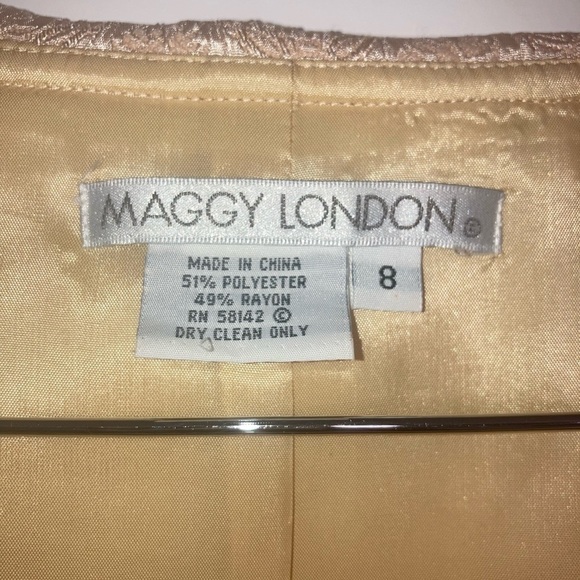 MAGGY LONDON ©
MADE IN CHINA
51% POLYESTER
49% RAYON
RN 58142 ©
DRY CLEAN ONLY
8